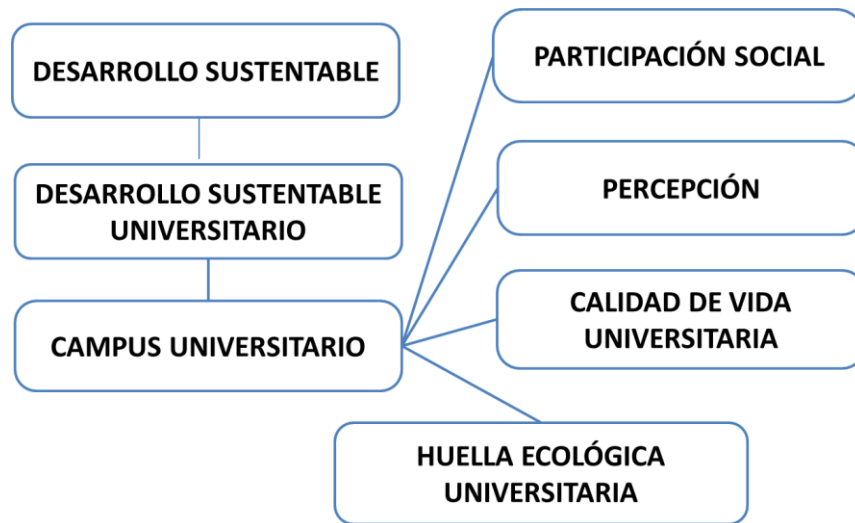 DESARROLLO SUSTENTABLE
DESARROLLO SUSTENTABLE
UNIVERSITARIO
CAMPUS UNIVERSITARIO
PARTICIPACIÓN SOCIAL
PERCEPCIÓN
CALIDAD DE VIDA
UNIVERSITARIA
HUELLA ECOLÓGICA
UNIVERSITARIA